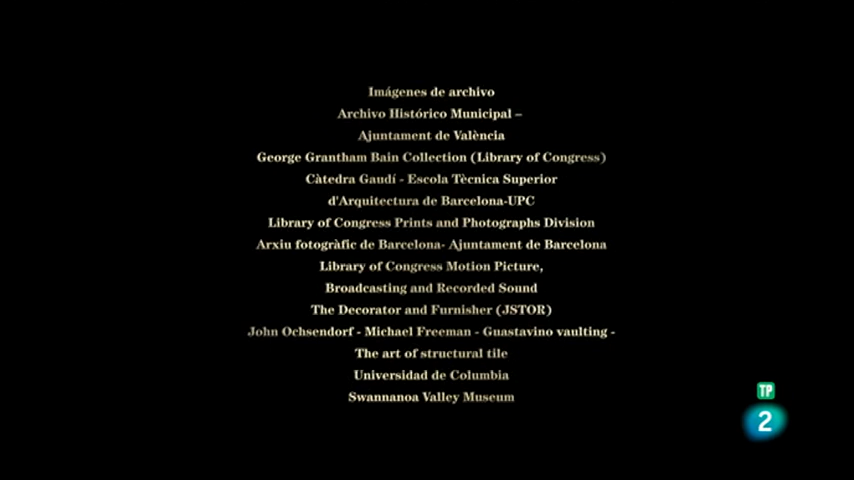 Imágenes de archivo
Archivo Histórico Municipal –
Ajuntament de València
George Grantham Bain Collection (Library of Congress)
Càtedra Gaudí - Escola Tècnica Superior
d'Arquitectura de Barcelona-UPC
Library of Congress Prints and Photographs Division
Arxiu fotogràfic de Barcelona- Ajuntament de Barcelona
Library of Congress Motion Picture,
Broadcasting and Recorded Sound
The Decorator and Furnisher (JSTOR)
John Ochsendorf - Michael Freeman - Guastavino vaulting -
The art of structural tile
Universidad de Columbia
Swannanoa Valley Museum
TP
2